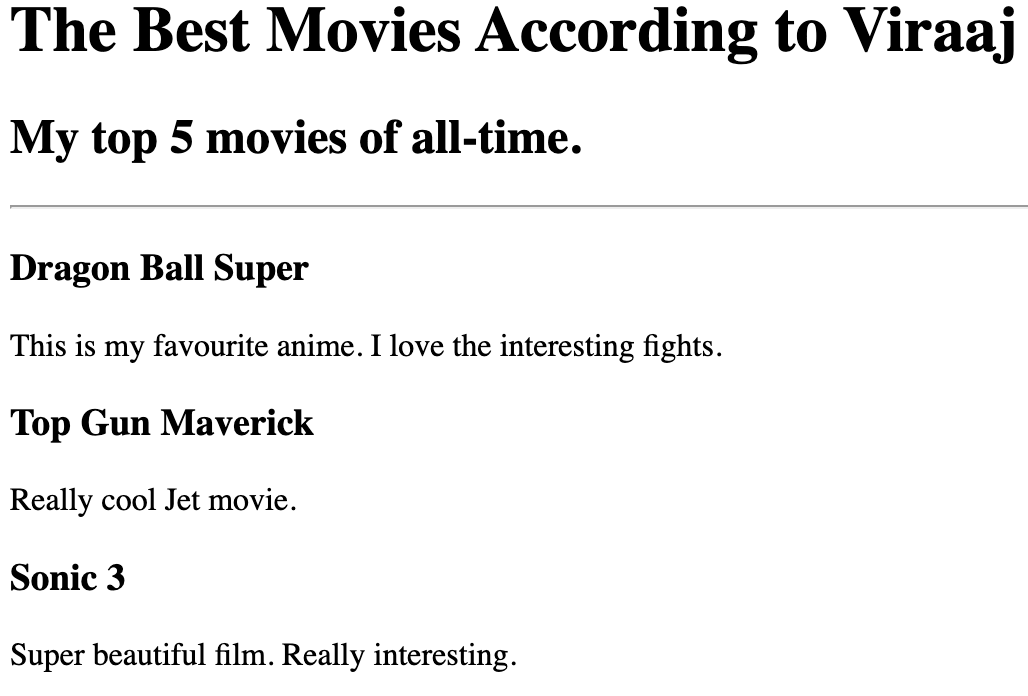 The Best Movies According to Viraaj
My top 5 movies of all-time.
Dragon Ball Super
This is my favourite anime. I love the interesting fights.
Top Gun Maverick
Really cool Jet movie.
Sonic 3
Super beautiful film. Really interesting.